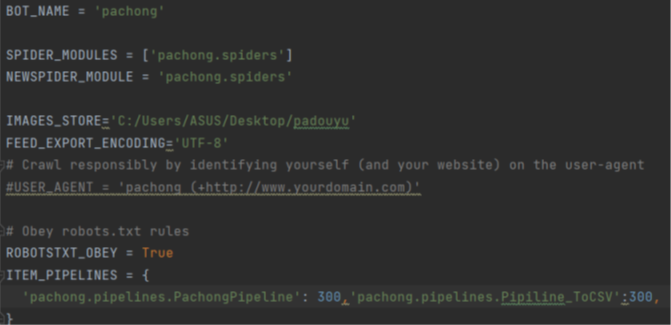 BOT_NAME = 'pachong'
SPIDER_MODULES = ['pachong.spiders']
NEWSPIDER_MODULE = 'pachong.spiders'
IMAGES_STORE='C:/Users/ASUS/Desktop/padouyu'
FEED_EXPORT_ENCODING='UTF-8'
# Crawl responsibly by identifying yourself (and your website) on the user-agent
#USER_AGENT = 'pachong (+http://www.yourdomain.com)'
# Obey robots.txt rules
ROBOTSTXT_OBEY = True
ITEM_PIPELINES = {
'pachong.pipelines.PachongPipeline': 300,'pachong.pipelines.Pipiline_ToCSV':300,
}